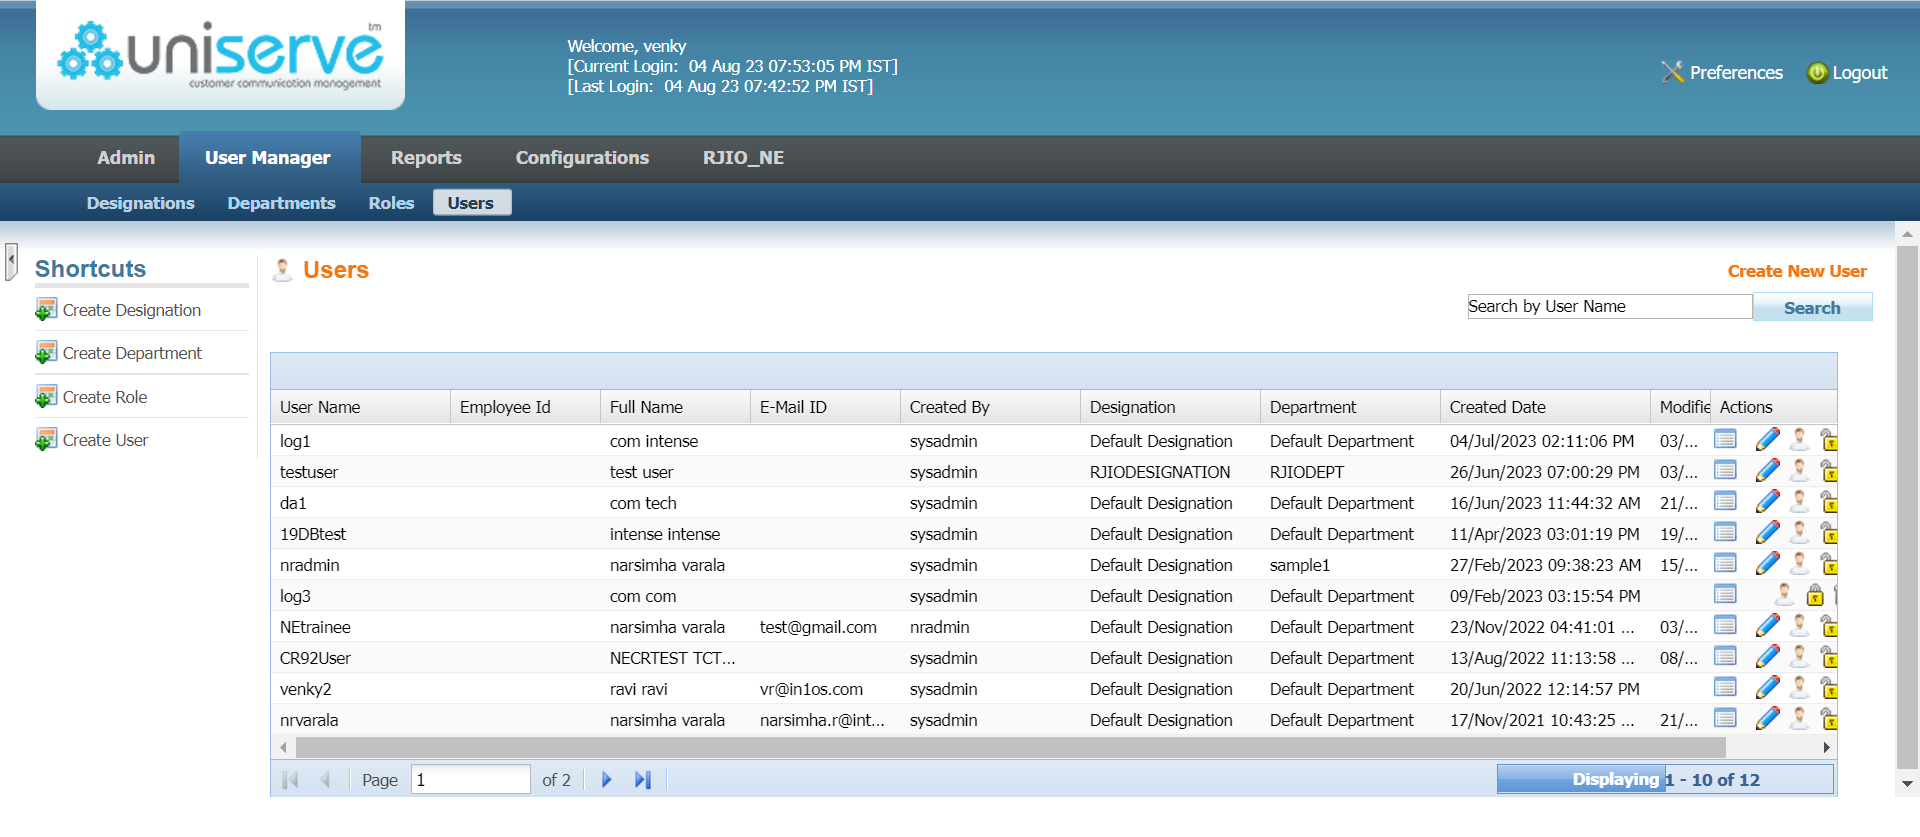 uniserve tm
customer communication management
Welcome, venky
[Current Login: 04 Aug 23 07:53:05 PM IST]
[Last Login: 04 Aug 23 07:42:52 PM IST]
Preferences Logout
Admin User Manager Reports Configurations RJIO_NE
Designations Departments Roles Users
Shortcuts
Create Designation
Create Department
Create Role
Create User
Users
Create New User
Search by User Name Search
User Name Employee Id Full Name E-Mail ID Created By Designation Department Created Date Modifie Actions
log1 com intense sysadmin Default Designation Default Department 04/Jul/2023 02:11:06 PM 03/...
testuser test user sysadmin RJIODESIGNATION RJIODEPT 26/Jun/2023 07:00:29 PM 03/...
da1 com tech sysadmin Default Designation Default Department 16/Jun/2023 11:44:32 AM 21/...
19DBtest intense intense sysadmin Default Designation Default Department 11/Apr/2023 03:01:19 PM 19/...
nradmin narsimha varala sysadmin Default Designation sample1 27/Feb/2023 09:38:23 AM 15/...
log3 com com sysadmin Default Designation Default Department 09/Feb/2023 03:15:54 PM
NEtrainee narsimha varala test@gmail.com nradmin Default Designation Default Department 23/Nov/2022 04:41:01 ... 03/...
CR92User NECRTEST TCT... sysadmin Default Designation Default Department 13/Aug/2022 11:13:58 ... 08/...
venky2 ravi ravi vr@in1os.com sysadmin Default Designation Default Department 20/Jun/2022 12:14:57 PM
nrvarala narsimha varala narsimha.r@int... sysadmin Default Designation Default Department 17/Nov/2021 10:43:25 ... 21/...
Page 1 of 2 Displaying 1 - 10 of 12